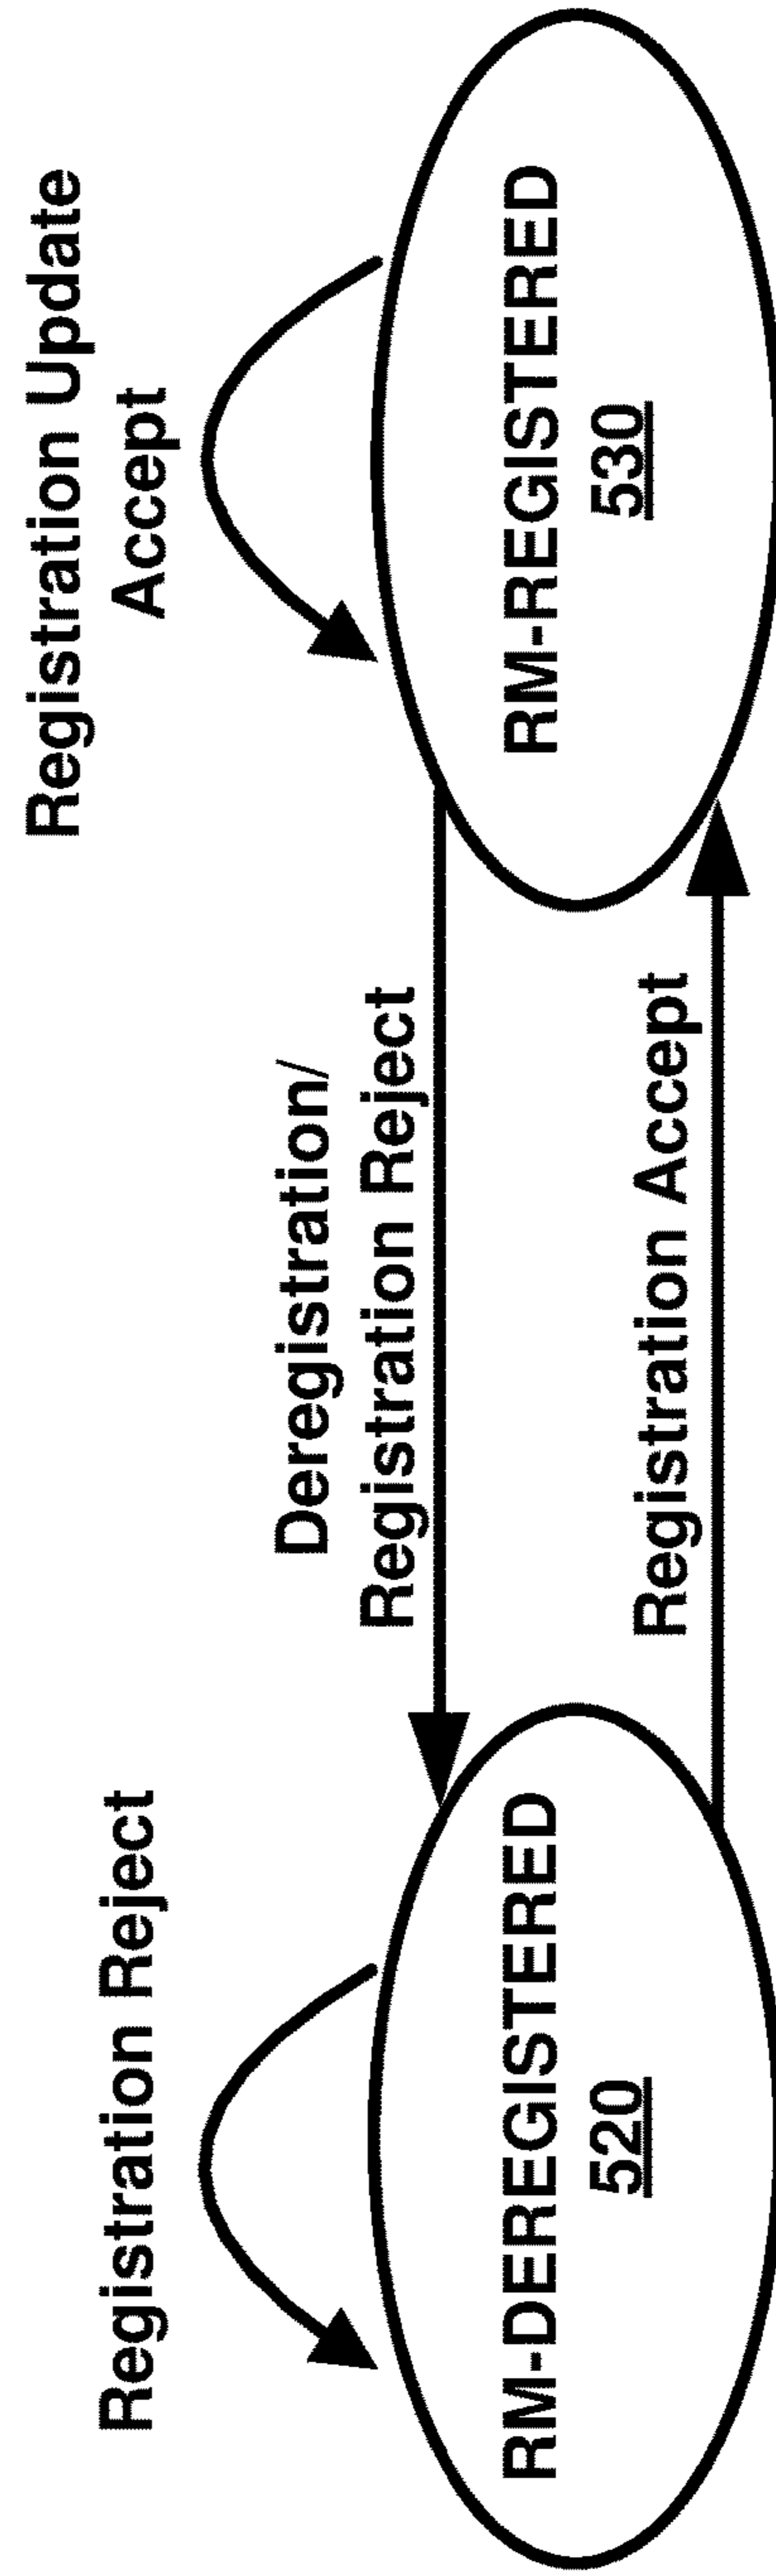 Registration Reject
RM-DEREGISTERED
520
Deregistration/
Registration Reject
Registration Accept
Registration Update
Accept
RM-REGISTERED
530